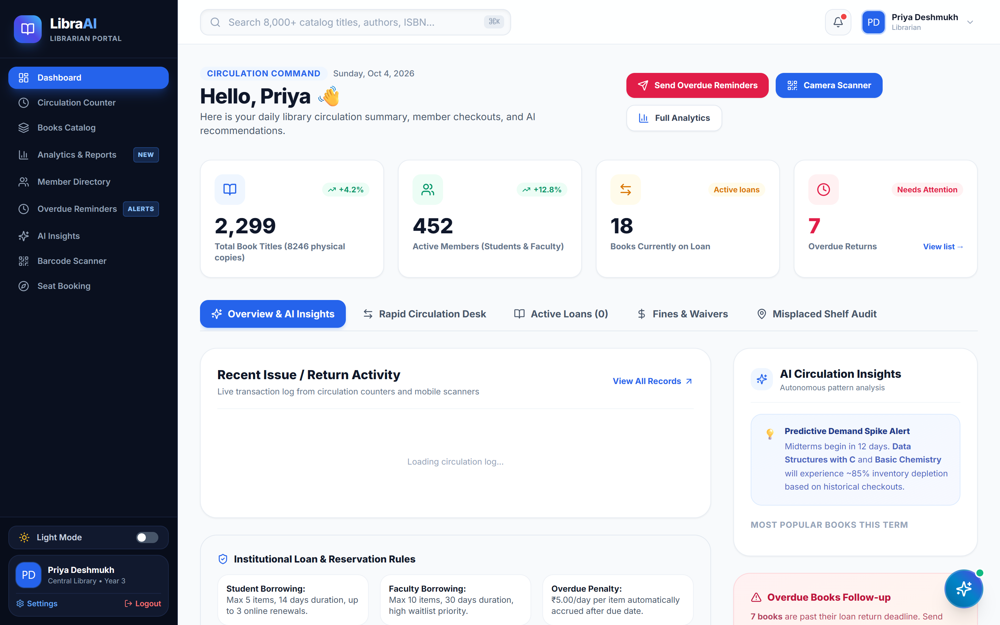 LibraAI
LIBRARIAN PORTAL
Dashboard
Circulation Counter
Books Catalog
Analytics & Reports
NEW
Member Directory
Overdue Reminders
ALERTS
AI Insights
Barcode Scanner
Seat Booking
Light Mode
PD
Priya Deshmukh
Central Library • Year 3
Settings
Logout
Search 8,000+ catalog titles, authors, ISBN...
⌘K
PD
Priya Deshmukh
Librarian
CIRCULATION COMMAND
Sunday, Oct 4, 2026
Hello, Priya 👋
Here is your daily library circulation summary, member checkouts, and AI
recommendations.
Send Overdue Reminders
Camera Scanner
Full Analytics
+4.2%
2,299
Total Book Titles (8246 physical
copies)
+12.8%
452
Active Members (Students & Faculty)
Active loans
18
Books Currently on Loan
Needs Attention
7
Overdue Returns
View list →
Overview & AI Insights
Rapid Circulation Desk
Active Loans (0)
Fines & Waivers
Misplaced Shelf Audit
Recent Issue / Return Activity
Live transaction log from circulation counters and mobile scanners
View All Records
Loading circulation log...
Institutional Loan & Reservation Rules
Student Borrowing:
Max 5 items, 14 days duration, up
to 3 online renewals.
Faculty Borrowing:
Max 10 items, 30 days duration,
high waitlist priority.
Overdue Penalty:
₹5.00/day per item automatically
accrued after due date.
AI Circulation Insights
Autonomous pattern analysis
💡
Predictive Demand Spike Alert
Midterms begin in 12 days. Data
Structures with C and Basic Chemistry
will experience ~85% inventory depletion
based on historical checkouts.
MOST POPULAR BOOKS THIS TERM
Overdue Books Follow-up
7 books are past their loan return deadline. Send